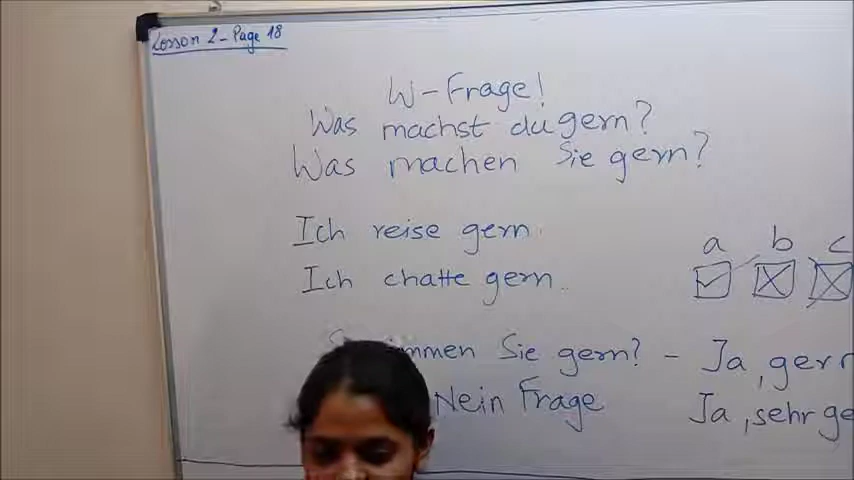 Lesson 2 - Page 18
W-Frage!
Was machst du gern?
Was machen Sie gern?
Ich reise gern.
Ich chatte gern..
a b c
Sie gern? - Ja, gern
Nein Frage
Ja, sehr ge